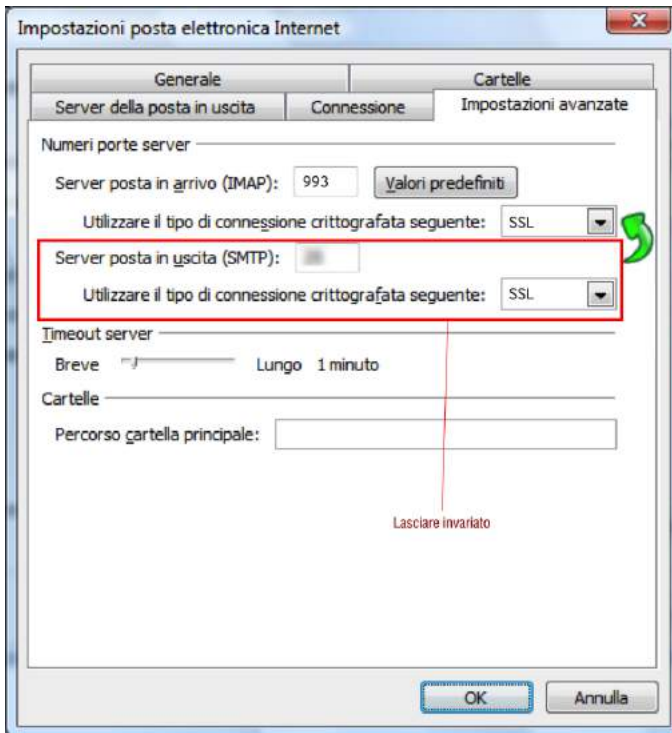 Impostazioni posta elettronica Internet
Generale
Cartelle
Server della posta in uscita
Connessione
Impostazioni avanzate
Numeri porte server
Server posta in arrivo (IMAP): 993 Valori predefiniti
Utilizzare il tipo di connessione crittografata seguente: SSL
Server posta in uscita (SMTP):
Utilizzare il tipo di connessione crittografata seguente: SSL
Timeout server
Breve Lungo 1 minuto
Cartelle
Percorso cartella principale:
Lasciare invariato
OK Annulla